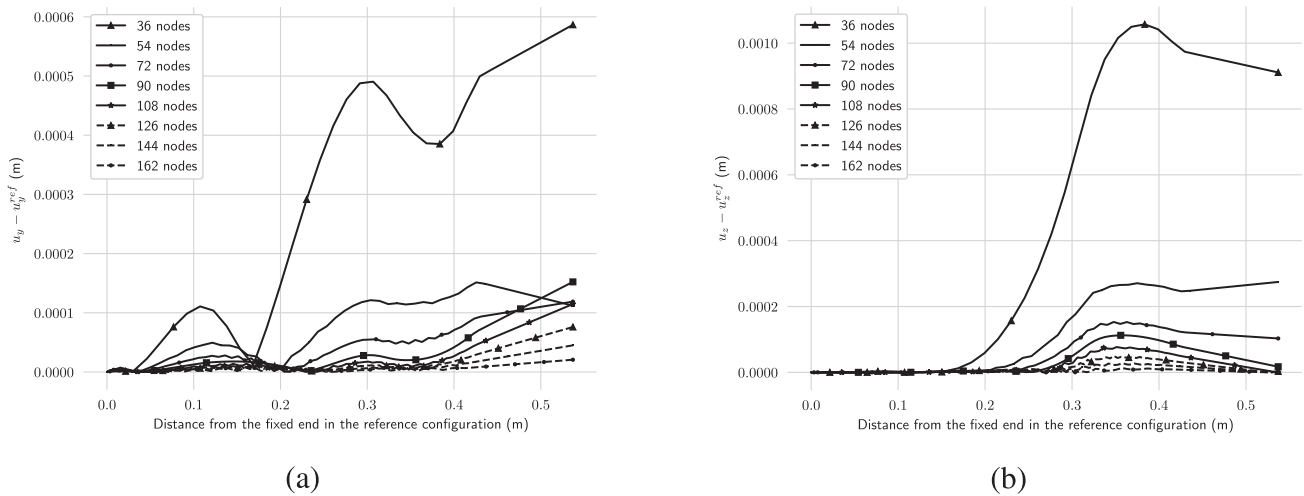 0.0006
0.0005
0.0004
0.0003
0.0002
0.0001
0.0000
u_y − u_y^{ref} (m)
36 nodes
54 nodes
72 nodes
90 nodes
108 nodes
126 nodes
144 nodes
162 nodes
0.0 0.1 0.2 0.3 0.4 0.5
Distance from the fixed end in the reference configuration (m)
(a)
0.0010
0.0008
0.0006
0.0004
0.0002
0.0000
u_z − u_z^{ref} (m)
36 nodes
54 nodes
72 nodes
90 nodes
108 nodes
126 nodes
144 nodes
162 nodes
0.0 0.1 0.2 0.3 0.4 0.5
Distance from the fixed end in the reference configuration (m)
(b)